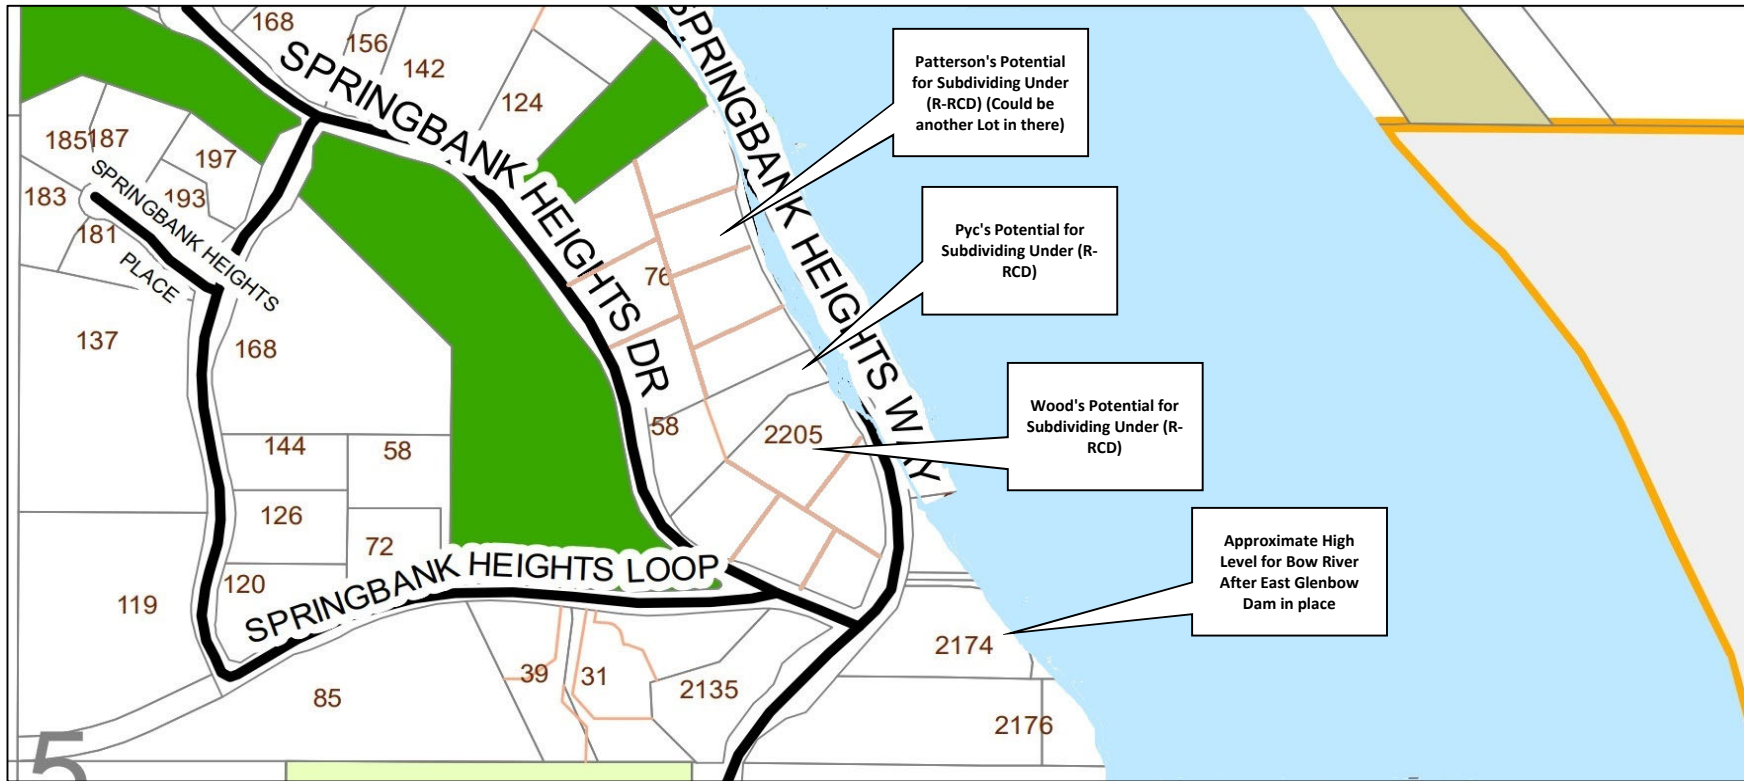 168
156
142
124
SPRINGBANK HEIGHTS DR
SPRINGBANK HEIGHTS WAY
Patterson's Potential
for Subdividing Under
(R-RCD) (Could be
another Lot in there)
185
187
197
183
193
181
SPRINGBANK HEIGHTS
PLACE
Pyc's Potential for
Subdividing Under (R-
RCD)
76
137
168
58
2205
Wood's Potential for
Subdividing Under (R-
RCD)
144
58
126
72
120
SPRINGBANK HEIGHTS LOOP
119
Approximate High
Level for Bow River
After East Glenbow
Dam in place
2174
39
31
2135
85
2176
5